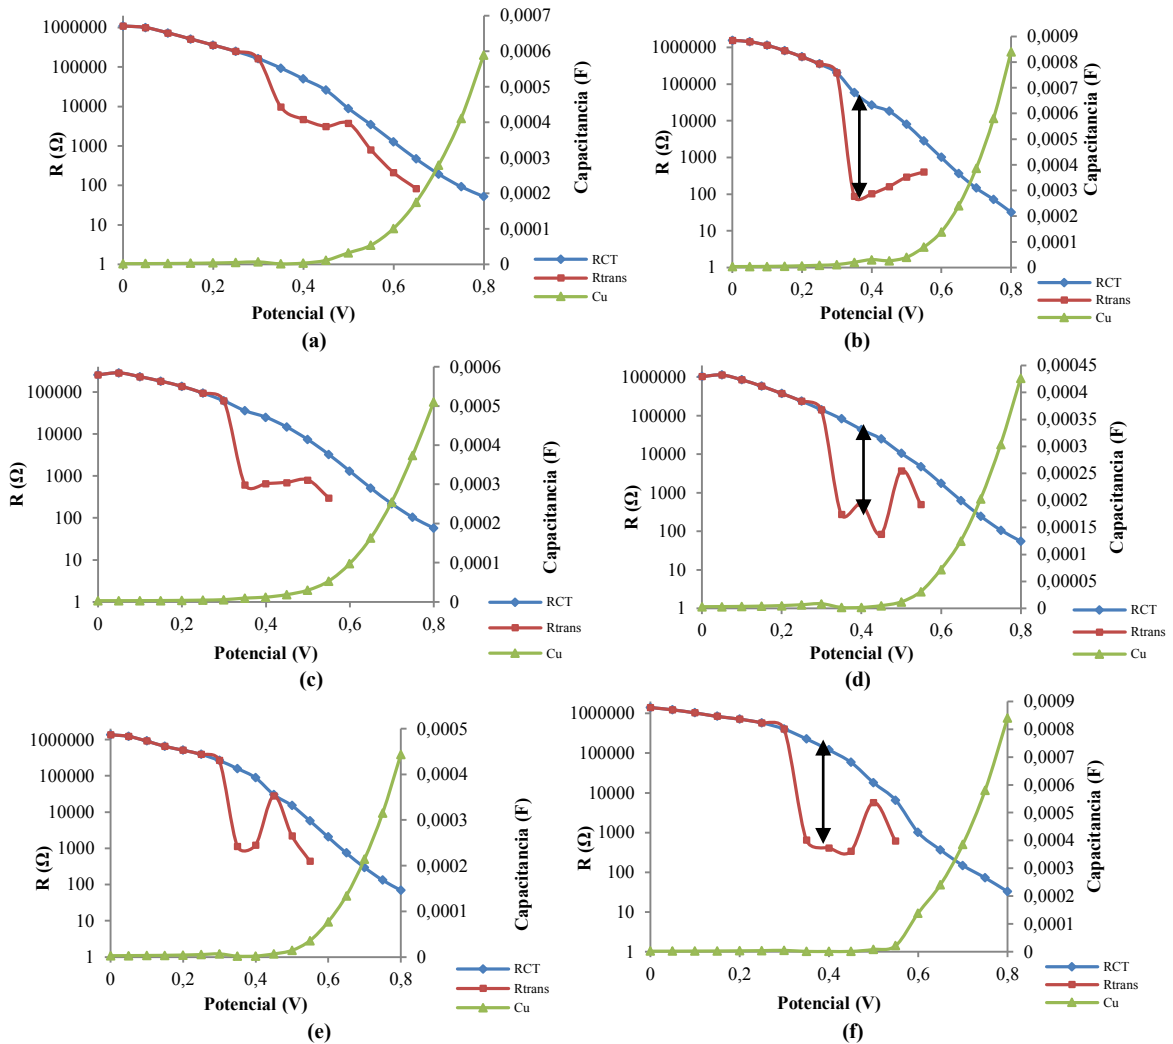 1000000
100000
10000
1000
100
10
1
R (Ω)
0,0007
0,0006
0,0005
0,0004
0,0003
0,0002
0,0001
0
Capacitancia (F)
0 0,2 0,4 0,6 0,8
Potencial (V)
RCT
Rtrans
Cu
(a)
1000000
100000
10000
1000
100
10
1
R (Ω)
0,0009
0,0008
0,0007
0,0006
0,0005
0,0004
0,0003
0,0002
0,0001
0
Capacitancia (F)
0 0,2 0,4 0,6 0,8
Potencial (V)
RCT
Rtrans
Cu
(b)
100000
10000
1000
100
10
1
R (Ω)
0,0006
0,0005
0,0004
0,0003
0,0002
0,0001
0
Capacitancia (F)
0 0,2 0,4 0,6 0,8
Potencial (V)
RCT
Rtrans
Cu
(c)
1000000
100000
10000
1000
100
10
1
R (Ω)
0,00045
0,0004
0,00035
0,0003
0,00025
0,0002
0,00015
0,0001
0,00005
0
Capacitancia (F)
0 0,2 0,4 0,6 0,8
Potencial (V)
RCT
Rtrans
Cu
(d)
1000000
100000
10000
1000
100
10
1
R (Ω)
0,0005
0,0004
0,0003
0,0002
0,0001
0
Capacitancia (F)
0 0,2 0,4 0,6 0,8
Potencial (V)
RCT
Rtrans
Cu
(e)
1000000
100000
10000
1000
100
10
1
R (Ω)
0,0009
0,0008
0,0007
0,0006
0,0005
0,0004
0,0003
0,0002
0,0001
0
Capacitancia (F)
0 0,2 0,4 0,6 0,8
Potencial (V)
RCT
Rtrans
Cu
(f)